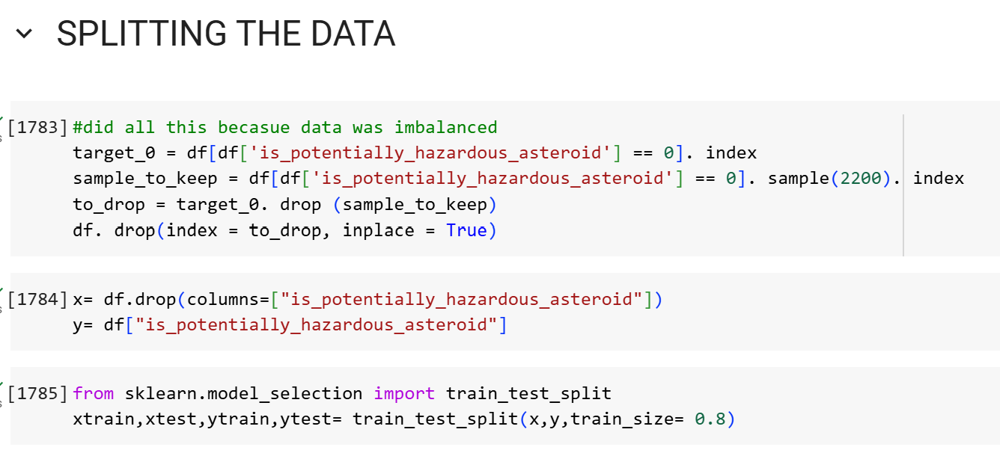 SPLITTING THE DATA
[1783] #did all this becasue data was imbalanced
target_0 = df[df['is_potentially_hazardous_asteroid'] == 0]. index
sample_to_keep = df[df['is_potentially_hazardous_asteroid'] == 0]. sample(2200). index
to_drop = target_0. drop (sample_to_keep)
df. drop(index = to_drop, inplace = True)
[1784] x= df.drop(columns=["is_potentially_hazardous_asteroid"])
y= df["is_potentially_hazardous_asteroid"]
[1785] from sklearn.model_selection import train_test_split
xtrain,xtest,ytrain,ytest= train_test_split(x,y,train_size= 0.8)